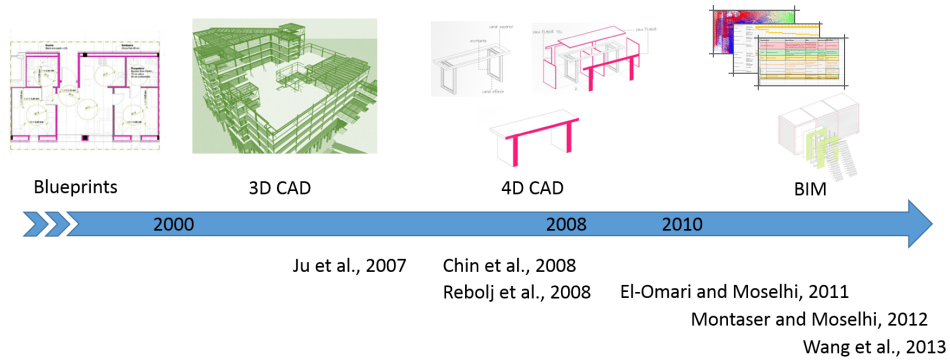 Blueprints
3D CAD
4D CAD
BIM
2000
2008
2010
Ju et al., 2007
Chin et al., 2008
Rebolj et al., 2008
El-Omari and Moselhi, 2011
Montaser and Moselhi, 2012
Wang et al., 2013